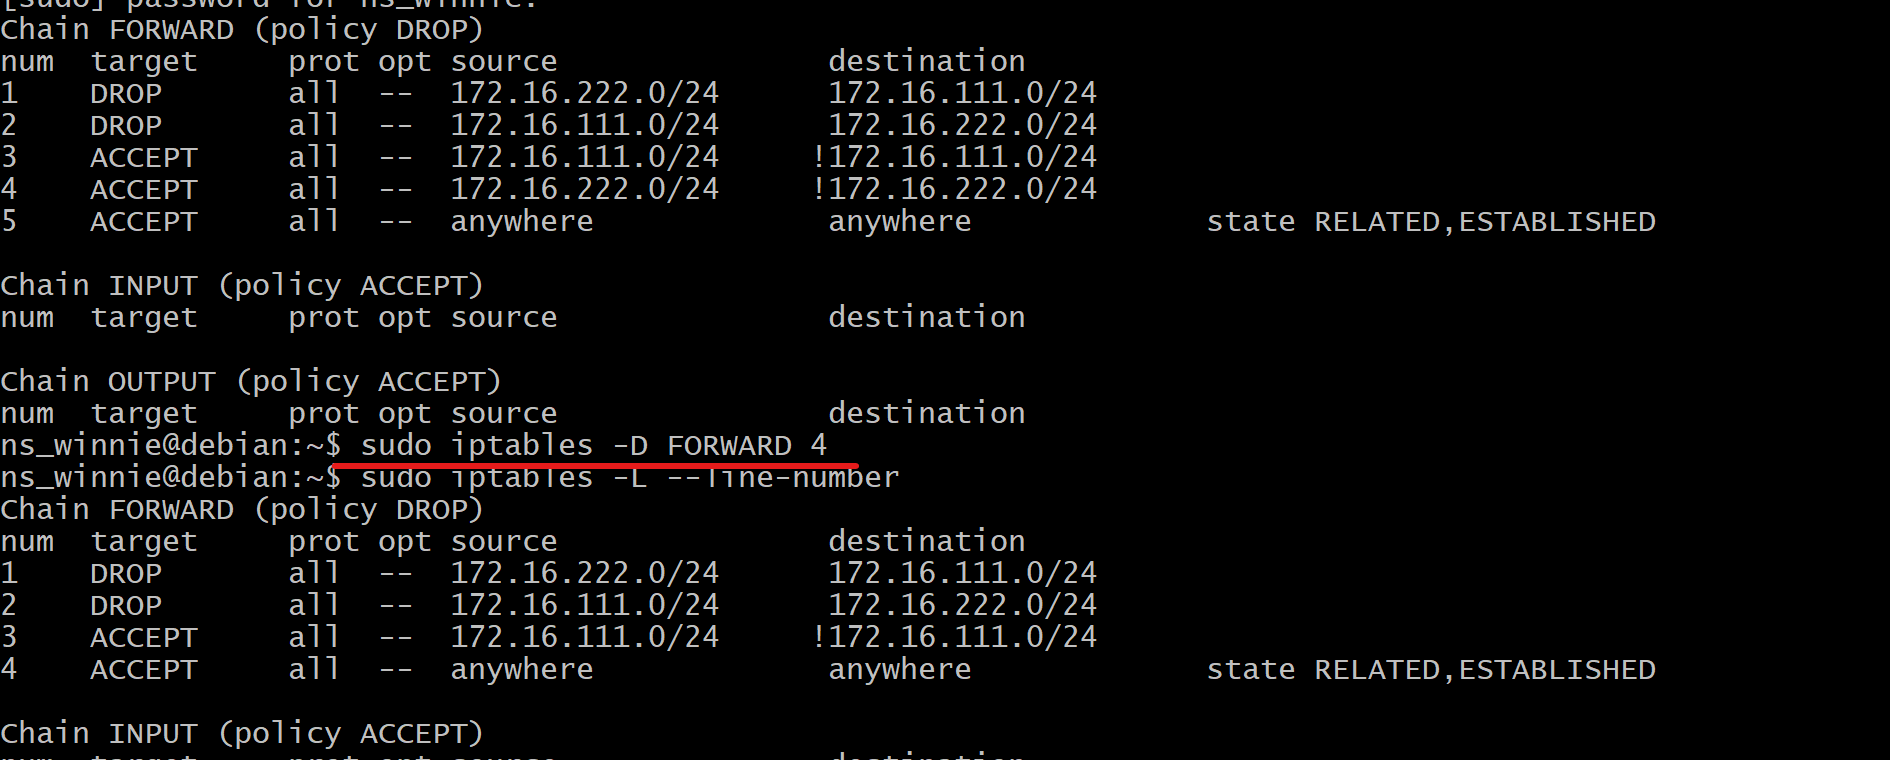 [sudo] password for ns_winnie:
Chain FORWARD (policy DROP)
num  target     prot opt source               destination
1    DROP       all  --  172.16.222.0/24      172.16.111.0/24
2    DROP       all  --  172.16.111.0/24      172.16.222.0/24
3    ACCEPT     all  --  172.16.111.0/24     !172.16.111.0/24
4    ACCEPT     all  --  172.16.222.0/24     !172.16.222.0/24
5    ACCEPT     all  --  anywhere             anywhere             state RELATED,ESTABLISHED
Chain INPUT (policy ACCEPT)
num  target     prot opt source               destination
Chain OUTPUT (policy ACCEPT)
num  target     prot opt source               destination
ns_winnie@debian:~$ sudo iptables -D FORWARD 4
ns_winnie@debian:~$ sudo iptables -L --line-number
Chain FORWARD (policy DROP)
num  target     prot opt source               destination
1    DROP       all  --  172.16.222.0/24      172.16.111.0/24
2    DROP       all  --  172.16.111.0/24      172.16.222.0/24
3    ACCEPT     all  --  172.16.111.0/24     !172.16.111.0/24
4    ACCEPT     all  --  anywhere             anywhere             state RELATED,ESTABLISHED
Chain INPUT (policy ACCEPT)
num  target     prot opt source               destination